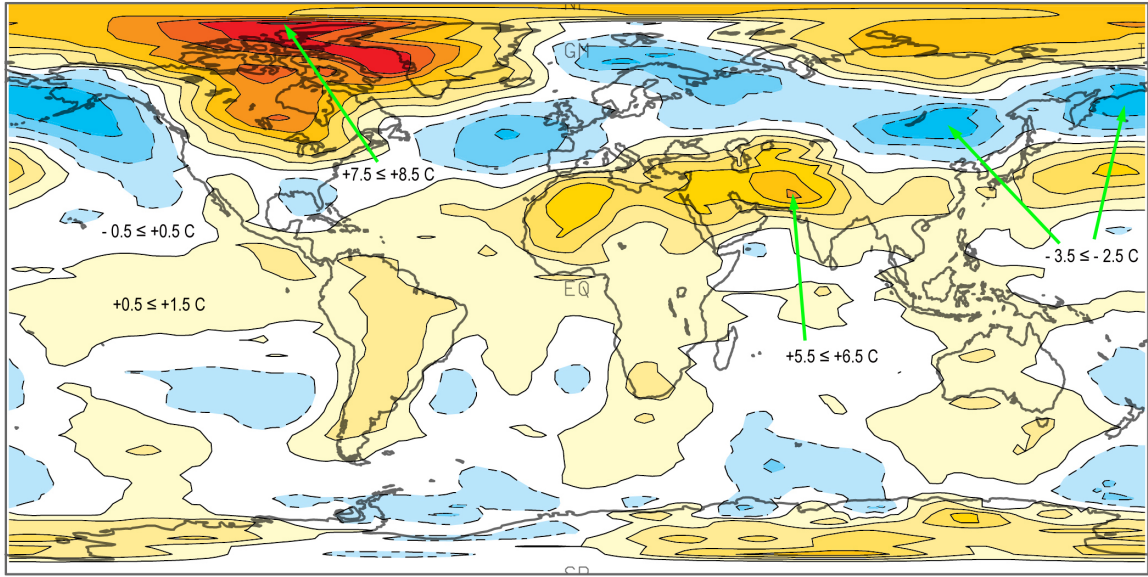 GM
+7.5 ≤ +8.5 C
- 0.5 ≤ +0.5 C
- 3.5 ≤ - 2.5 C
EQ
+0.5 ≤ +1.5 C
+5.5 ≤ +6.5 C